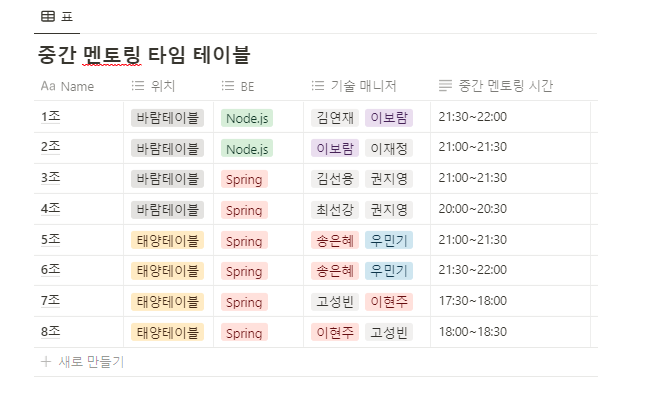 표
중간 멘토링 타임 테이블
Aa Name 위치 BE 기술 매니저 중간 멘토링 시간
1조 바람테이블 Node.js 김연재 이보람 21:30~22:00
2조 바람테이블 Node.js 이보람 이재정 21:00~21:30
3조 바람테이블 Spring 김선용 권지영 21:00~21:30
4조 바람테이블 Spring 최선강 권지영 20:00~20:30
5조 태양테이블 Spring 송은혜 우민기 21:00~21:30
6조 태양테이블 Spring 송은혜 우민기 21:30~22:00
7조 태양테이블 Spring 고성빈 이현주 17:30~18:00
8조 태양테이블 Spring 이현주 고성빈 18:00~18:30
+ 새로 만들기